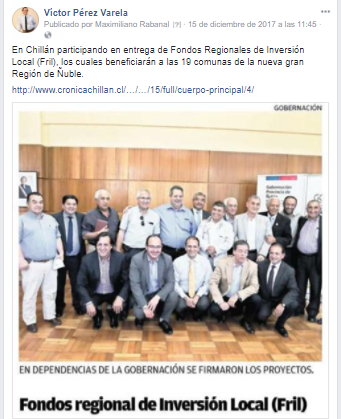 Victor Pérez Varela
Publicado por Maximiliano Rabanal [?] · 15 de diciembre de 2017 a las 11:45 ·
En Chillán participando en entrega de Fondos Regionales de Inversión
Local (Fril), los cuales beneficiarán a las 19 comunas de la nueva gran
Región de Ñuble.
http://www.cronicachillan.cl/…/…/15/full/cuerpo-principal/4/
GOBERNACIÓN
Gobernación
Provincia de
EN DEPENDENCIAS DE LA GOBERNACIÓN SE FIRMARON LOS PROYECTOS.
Fondos regional de Inversión Local (Fril)